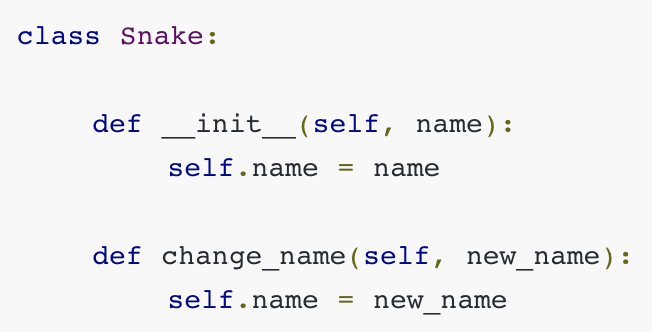 class Snake:
    def __init__(self, name):
        self.name = name
    def change_name(self, new_name):
        self.name = new_name